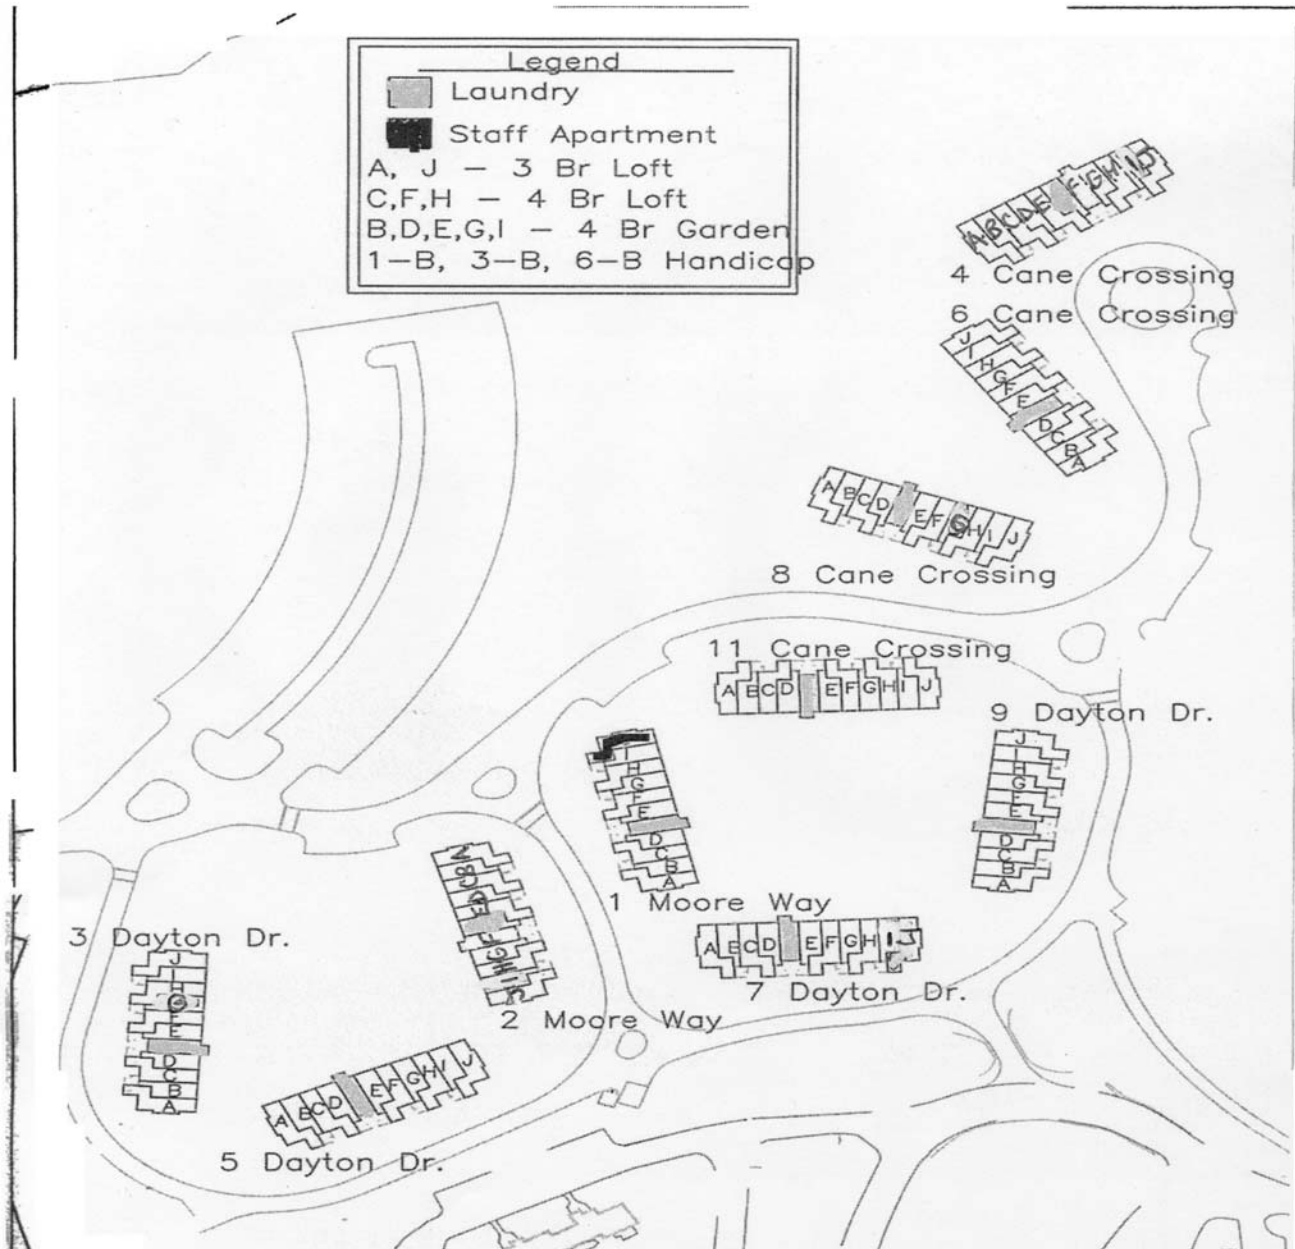 Legend
Laundry
Staff Apartment
A, J – 3 Br Loft
C,F,H – 4 Br Loft
B,D,E,G,I – 4 Br Garden
1–B, 3–B, 6–B Handicap
A B C D E F G H I J
4 Cane Crossing
6 Cane Crossing
J I H G F E D C B A
A B C D E F G H I J
8 Cane Crossing
11 Cane Crossing
A B C D E F G H I J
9 Dayton Dr.
J I H G F E D C B A
I H G F E D C B A
1 Moore Way
A B C D E F G H I J
7 Dayton Dr.
A B C D E F G H I J
2 Moore Way
3 Dayton Dr.
J I H G E D C B A
A B C D E F G H I J
5 Dayton Dr.